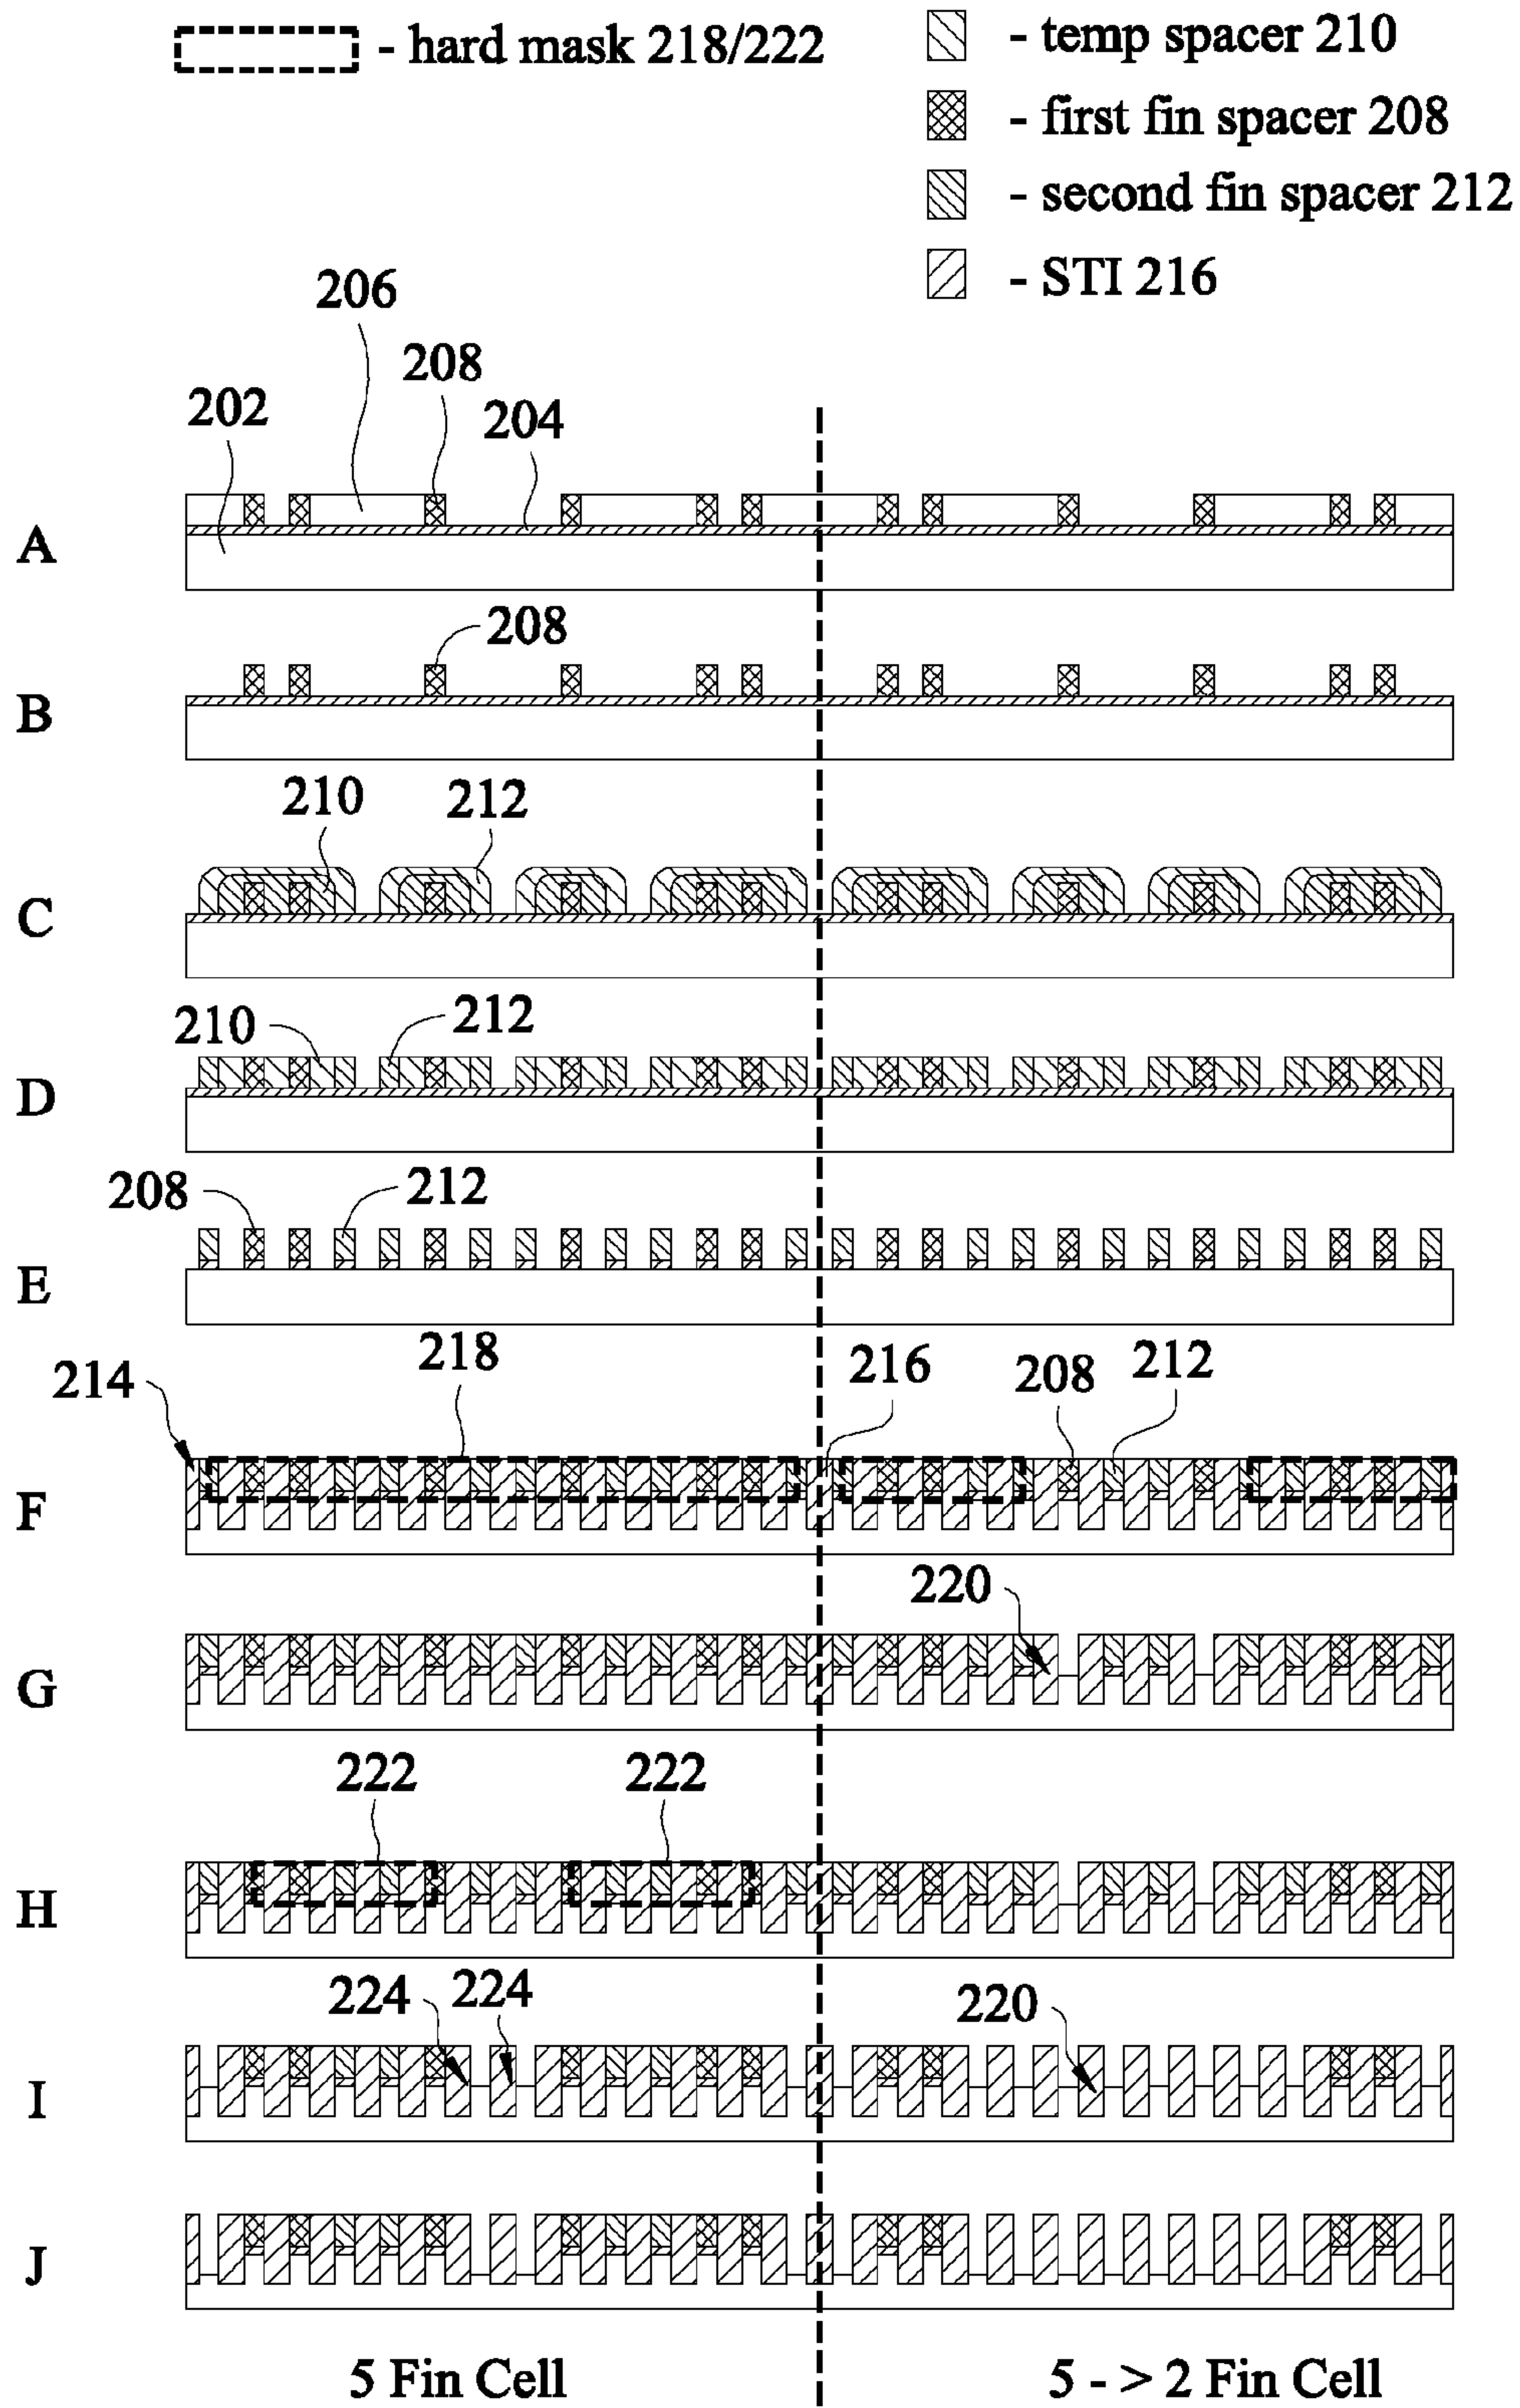 - hard mask 218/222
- temp spacer 210
- first fin spacer 208
- second fin spacer 212
- STI 216
206
208
202
204
A
208
B
210
212
C
210
212
D
208
212
E
218
214
216
208
212
F
220
G
222
222
H
224
224
220
I
J
5 Fin Cell
5 - > 2 Fin Cell